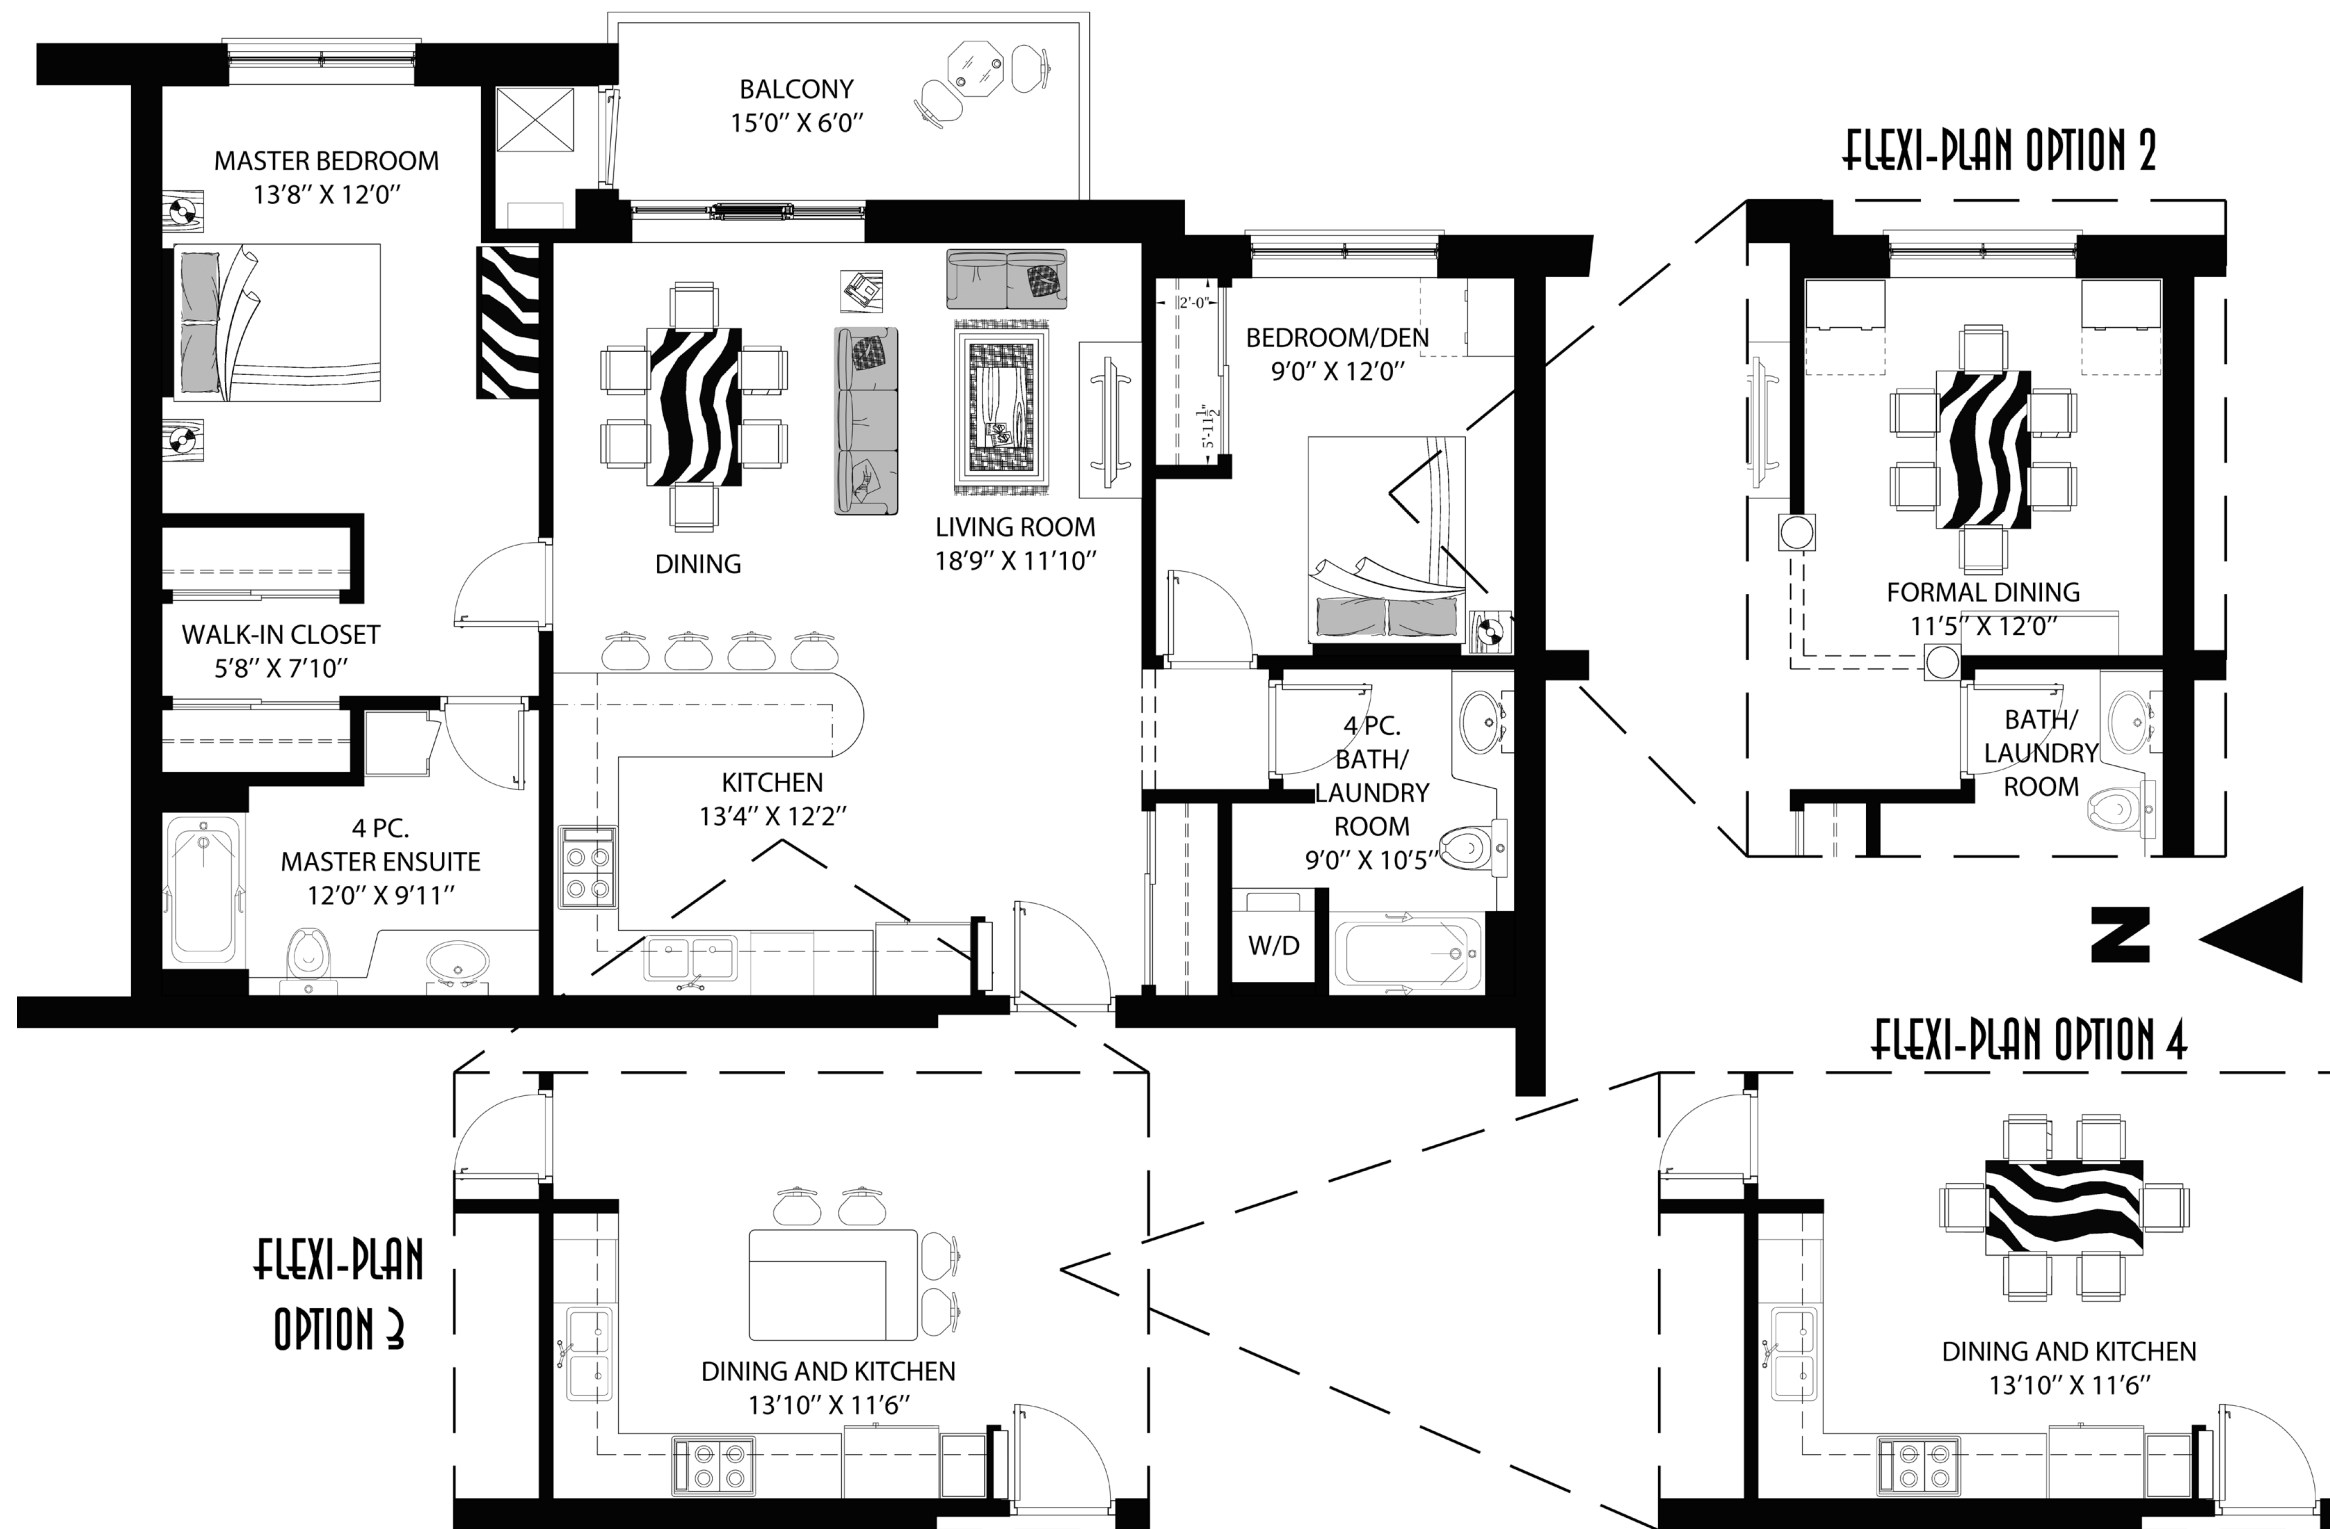 BALCONY
15'0" X 6'0"
MASTER BEDROOM
13'8" X 12'0"
FLEXI-PLAN OPTION 2
2'-0"
5'-11 1/2"
BEDROOM/DEN
9'0" X 12'0"
LIVING ROOM
18'9" X 11'10"
DINING
WALK-IN CLOSET
5'8" X 7'10"
FORMAL DINING
11'5" X 12'0"
KITCHEN
13'4" X 12'2"
4 PC.
BATH/
LAUNDRY
ROOM
9'0" X 10'5"
BATH/
LAUNDRY
ROOM
4 PC.
MASTER ENSUITE
12'0" X 9'11"
W/D
N
FLEXI-PLAN OPTION 4
FLEXI-PLAN
OPTION 3
DINING AND KITCHEN
13'10" X 11'6"
DINING AND KITCHEN
13'10" X 11'6"